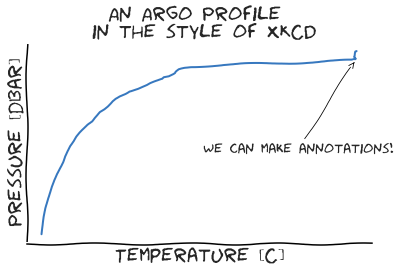 AN ARGO PROFILE
IN THE STYLE OF XKCD
WE CAN MAKE ANNOTATIONS!
PRESSURE [DBAR]
TEMPERATURE [C]